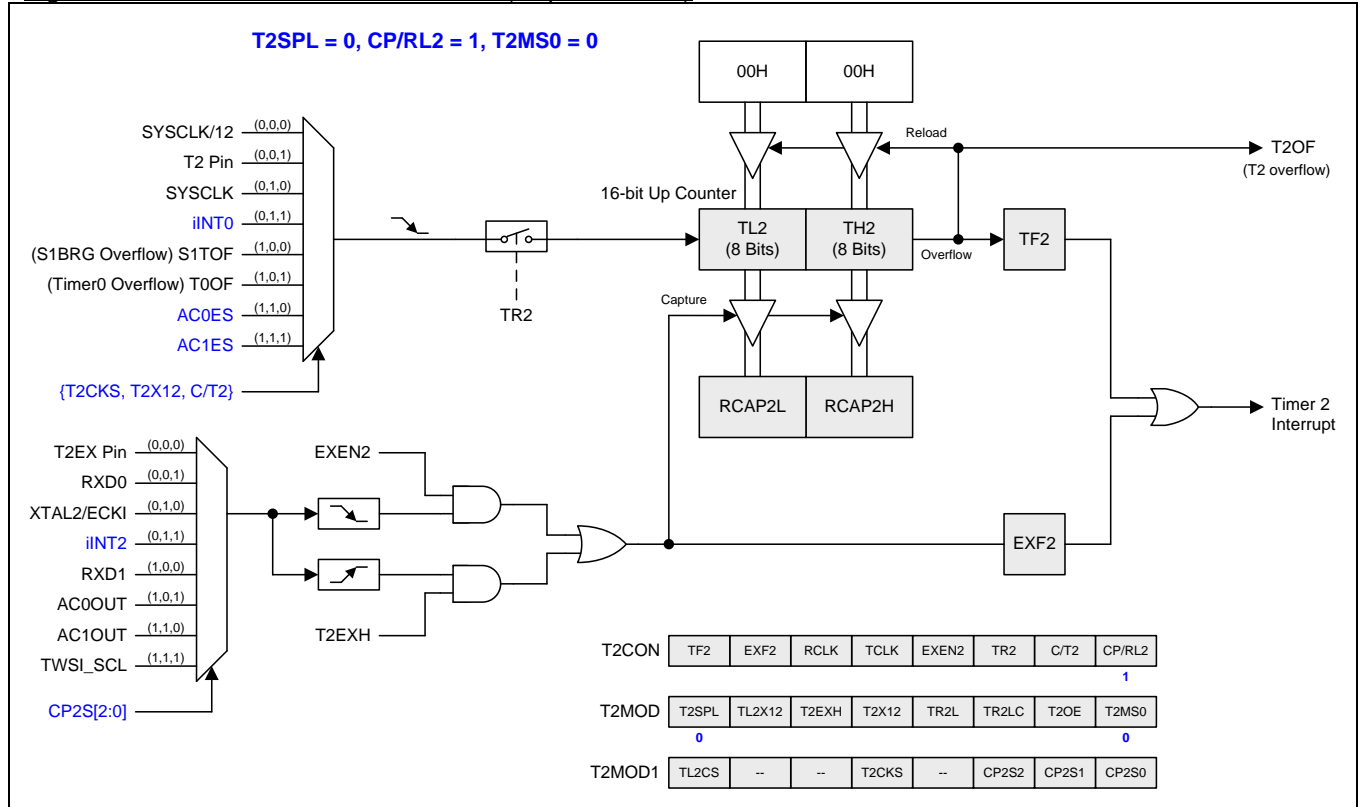 T2SPL = 0, CP/RL2 = 1, T2MS0 = 0
00H 00H
SYSCLK/12 (0,0,0)
T2 Pin (0,0,1)
SYSCLK (0,1,0)
iINT0 (0,1,1)
(S1BRG Overflow) S1TOF (1,0,0)
(Timer0 Overflow) T0OF (1,0,1)
AC0ES (1,1,0)
AC1ES (1,1,1)
{T2CKS, T2X12, C/T2}
TR2
Reload
T2OF
(T2 overflow)
16-bit Up Counter
TL2
(8 Bits)
TH2
(8 Bits)
Overflow
TF2
Capture
RCAP2L RCAP2H
Timer 2
Interrupt
T2EX Pin (0,0,0)
RXD0 (0,0,1)
XTAL2/ECKI (0,1,0)
iINT2 (0,1,1)
RXD1 (1,0,0)
AC0OUT (1,0,1)
AC1OUT (1,1,0)
TWSI_SCL (1,1,1)
CP2S[2:0]
EXEN2
T2EXH
EXF2
T2CON TF2 EXF2 RCLK TCLK EXEN2 TR2 C/T2 CP/RL2
1
T2MOD T2SPL TL2X12 T2EXH T2X12 TR2L TR2LC T2OE T2MS0
0 0
T2MOD1 TL2CS -- -- T2CKS -- CP2S2 CP2S1 CP2S0